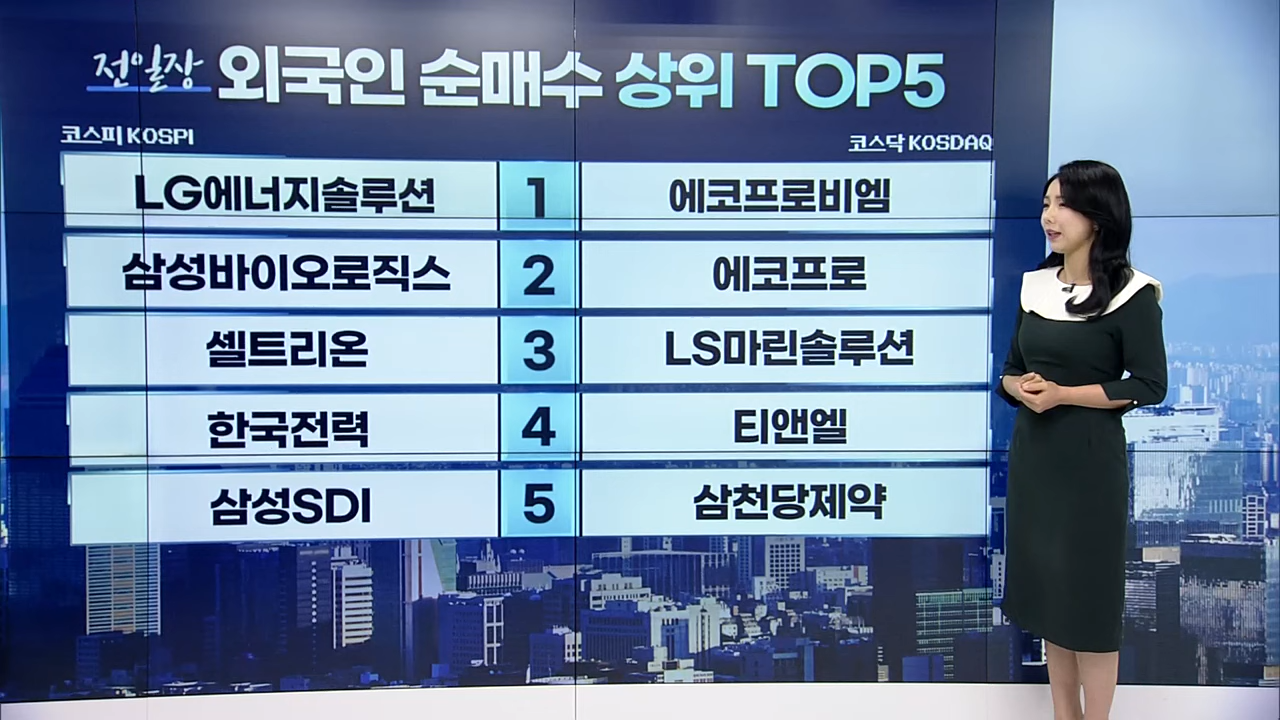 전일장 외국인 순매수 상위 TOP5
코스피 KOSPI 코스닥 KOSDAQ
LG에너지솔루션 1 에코프로비엠
삼성바이오로직스 2 에코프로
셀트리온 3 LS마린솔루션
한국전력 4 티앤엘
삼성SDI 5 삼천당제약